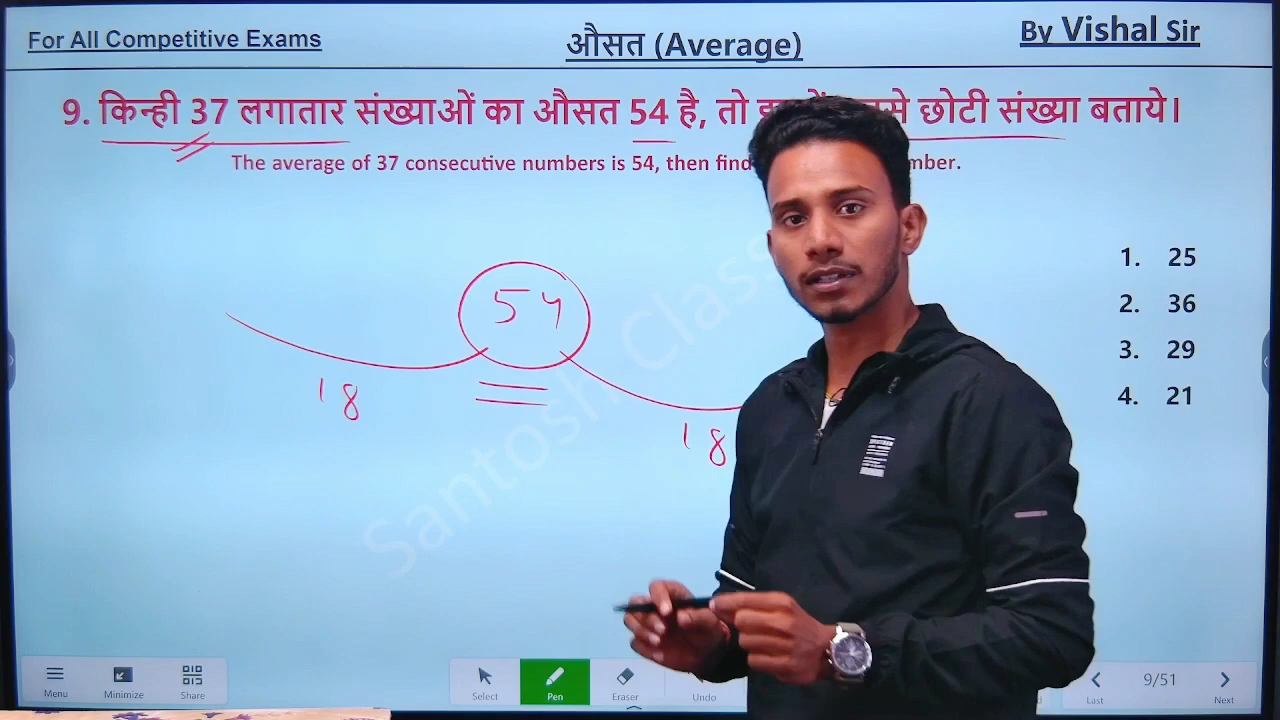 For All Competitive Exams
औसत (Average)
By Vishal Sir
9. किन्ही 37 लगातार संख्याओं का औसत 54 है, तो छोटी संख्या बताये।
The average of 37 consecutive numbers is 54, then find
1. 25
2. 36
3. 29
4. 21
54
18
18
Santosh Class
Menu
Minimize
Share
Select
Pen
Eraser
Undo
Last
9/51
Next